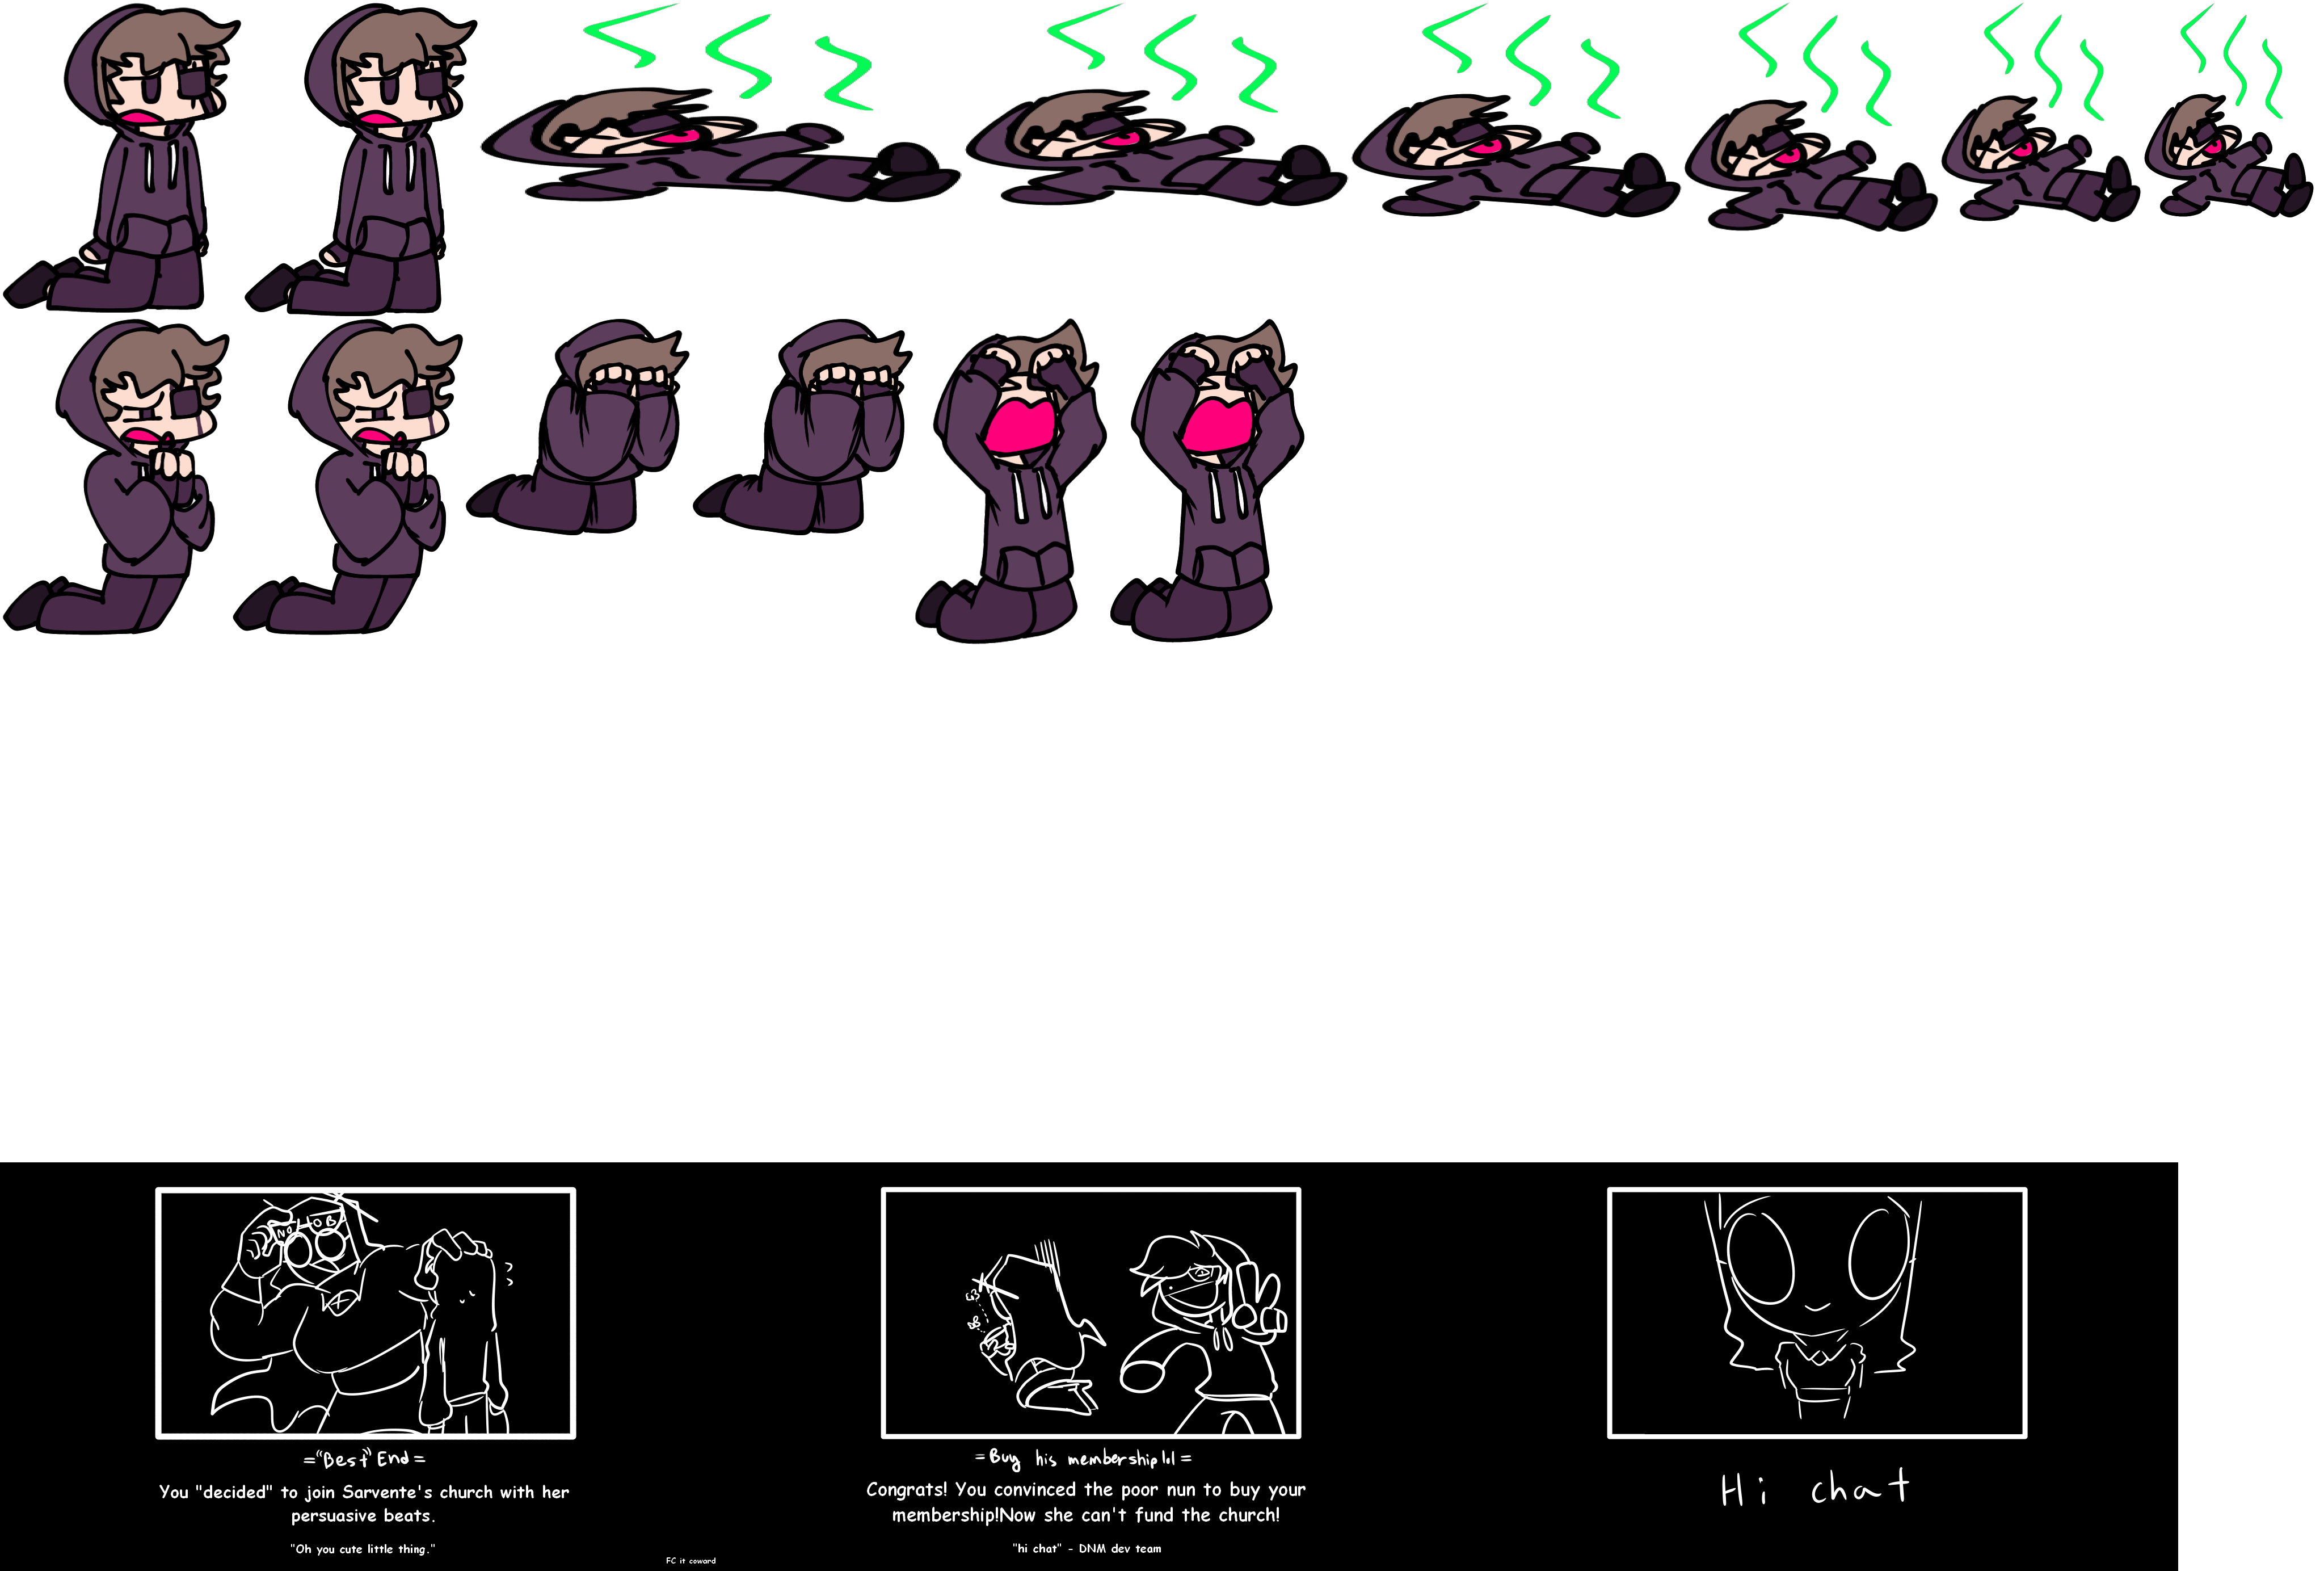 ="Best" End=
You "decided" to join Sarvente's church with her
persuasive beats.
"Oh you cute little thing."
FC it coward
=Buy his membership lol=
Congrats! You convinced the poor nun to buy your
membership!Now she can't fund the church!
"hi chat" - DNM dev team
Hi chat